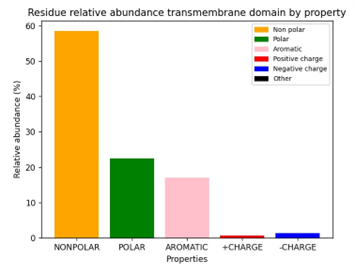 Residue relative abundance transmembrane domain by property
Non polar
Polar
Aromatic
Positive charge
Negative charge
Other
60
50
40
30
20
10
0
Relative abundance (%)
NONPOLAR POLAR AROMATIC +CHARGE -CHARGE
Properties